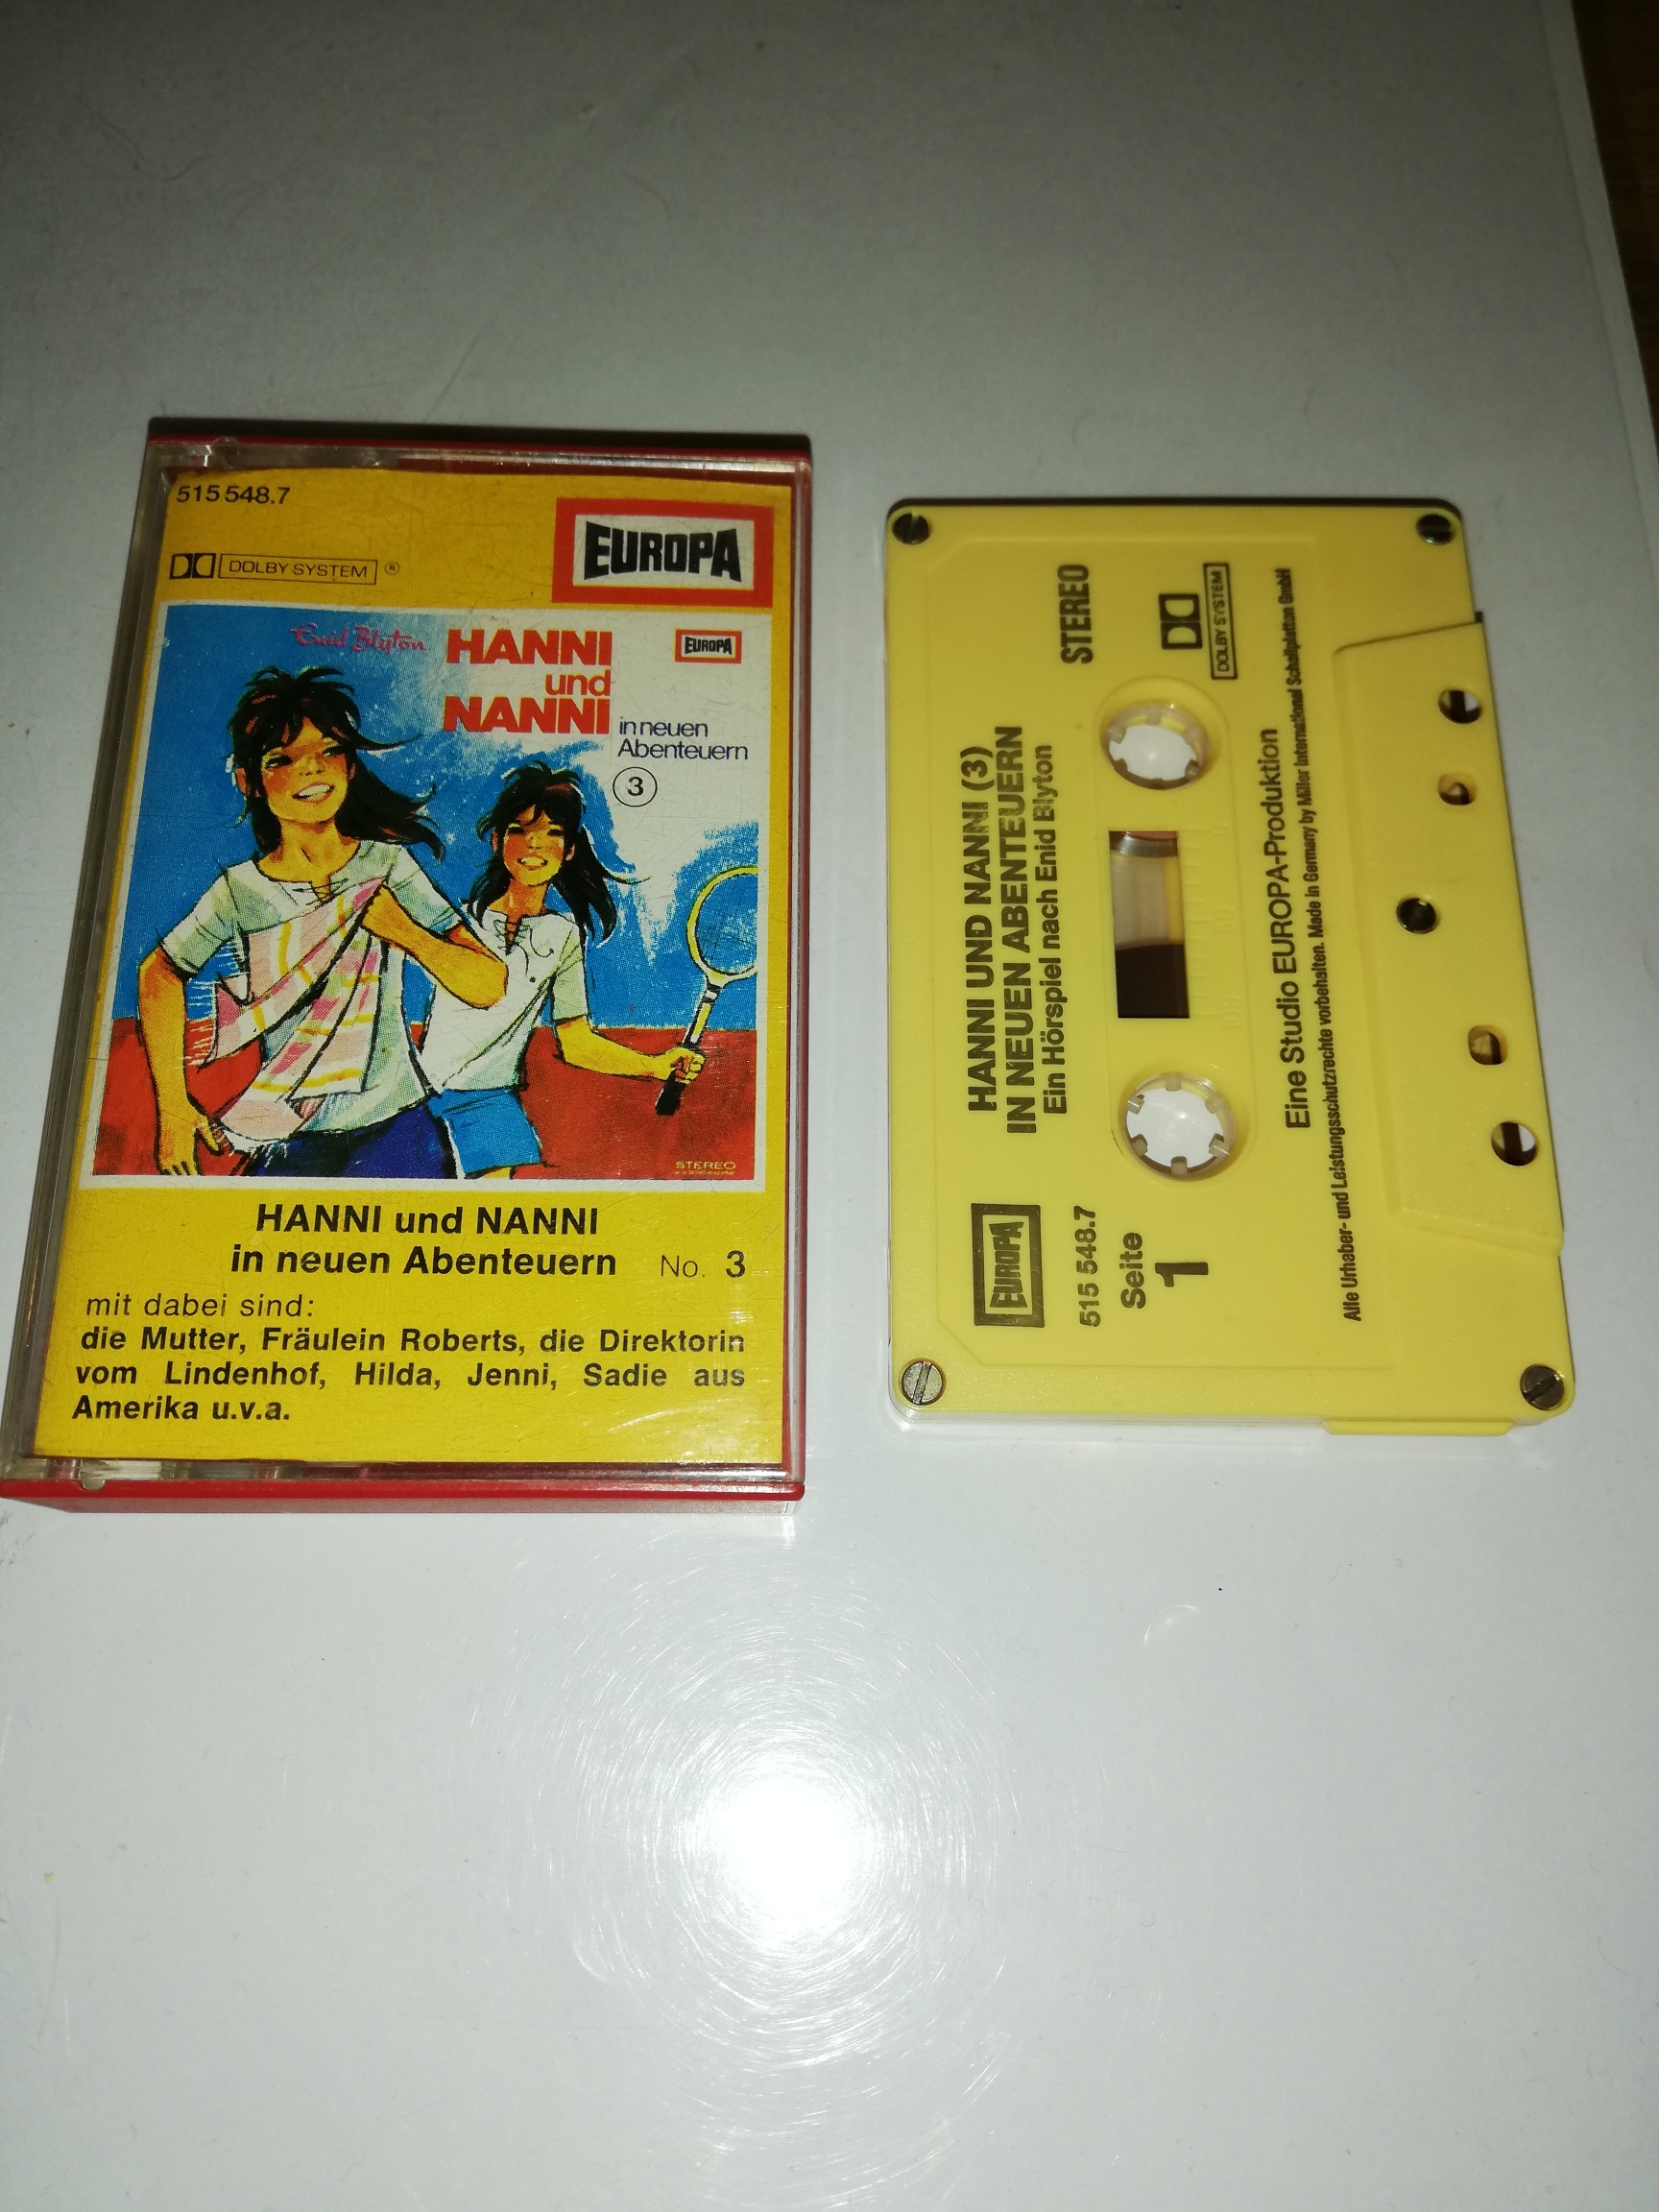 515 548.7
DOLBY SYSTEM ®
EUROPA
Enid Blyton
HANNI
und
NANNI
in neuen
Abenteuern
3
EUROPA
STEREO
HANNI und NANNI
in neuen Abenteuern No. 3
mit dabei sind:
die Mutter, Fräulein Roberts, die Direktorin
vom Lindenhof, Hilda, Jenni, Sadie aus
Amerika u.v.a.
HANNI UND NANNI (3)
IN NEUEN ABENTEUERN
Ein Hörspiel nach Enid Blyton
STEREO
DOLBY SYSTEM
EUROPA
515 548.7
Seite
1
Eine Studio EUROPA-Produktion
Alle Urheber- und Leistungsschutzrechte vorbehalten. Made in Germany by Miller International Schallplatten GmbH